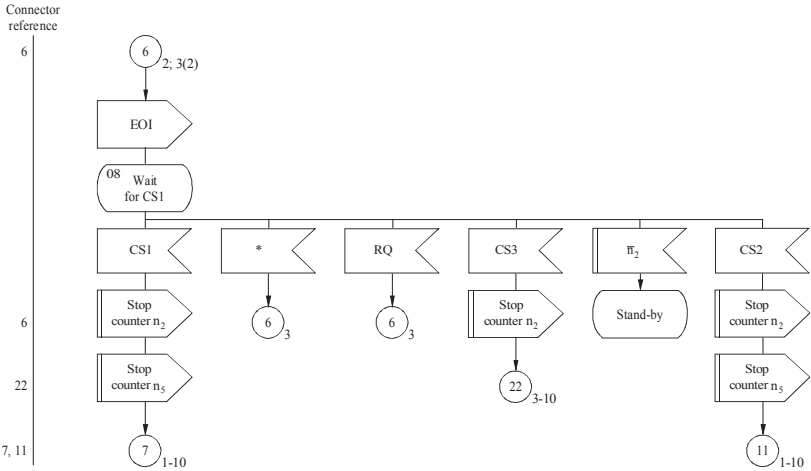 Connector
reference
6
6
2; 3(2)
EOI
08 Wait
for CS1
CS1
*
RQ
CS3
n̅₂
CS2
Stop
counter n₂
6
3
6
3
Stop
counter n₂
Stand-by
Stop
counter n₂
6
Stop
counter n₅
22
3-10
Stop
counter n₅
22
7, 11
7
1-10
11
1-10